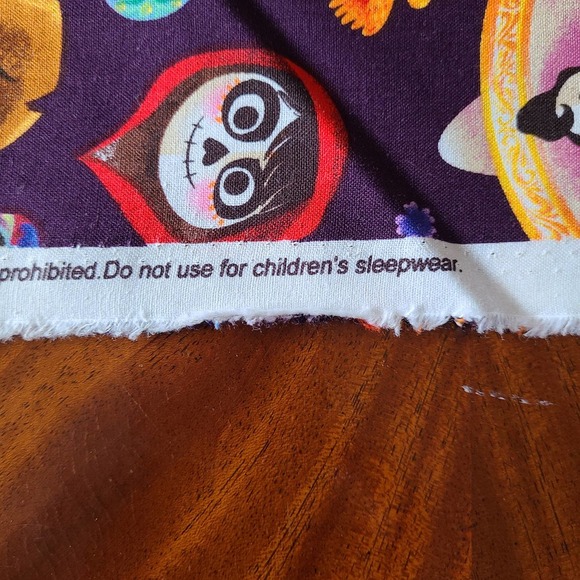 prohibited.Do not use for children's sleepwear.